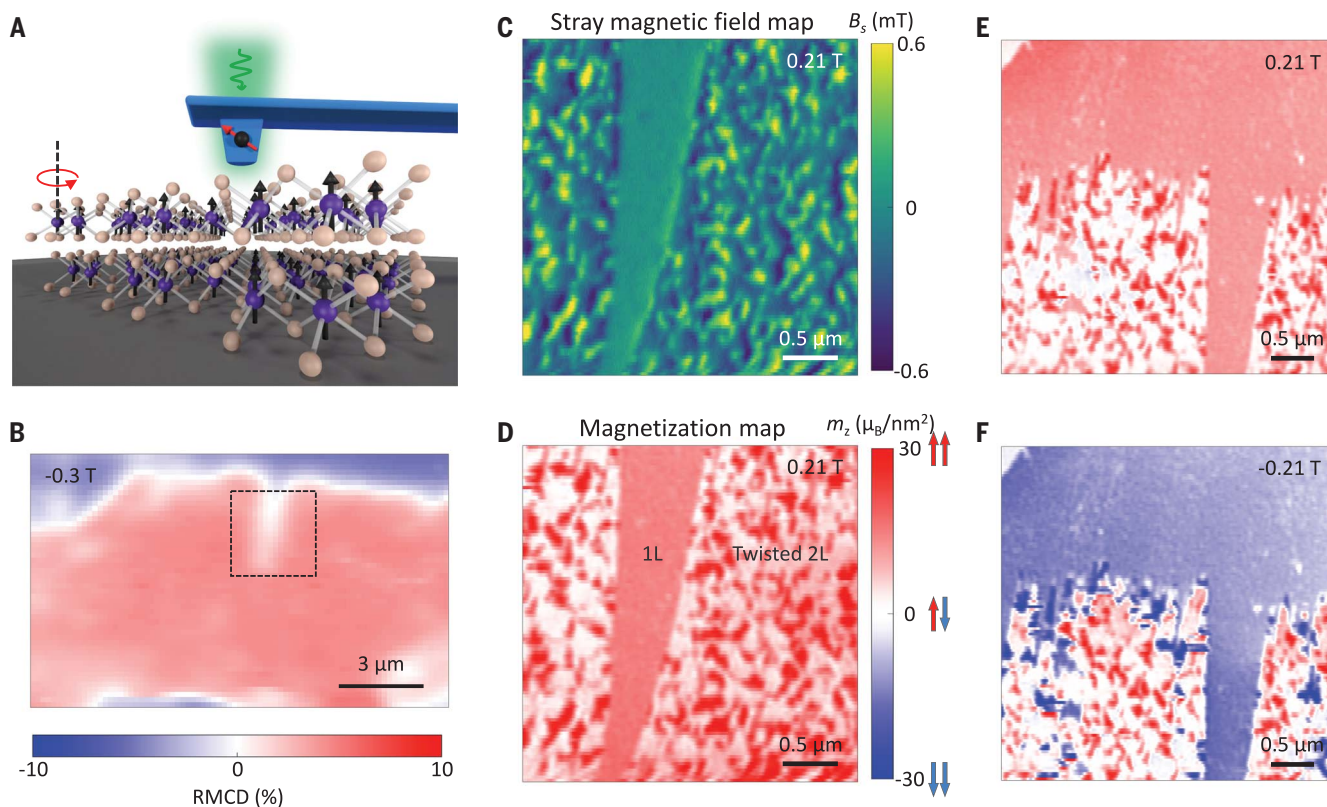 A
B
-0.3 T
3 μm
-10
0
10
RMCD (%)
C
Stray magnetic field map
Bs (mT)
0.21 T
0.6
0
-0.6
0.5 μm
D
Magnetization map
mz (μB/nm²)
0.21 T
30
1L
Twisted 2L
0
-30
0.5 μm
E
0.21 T
0.5 μm
F
-0.21 T
0.5 μm